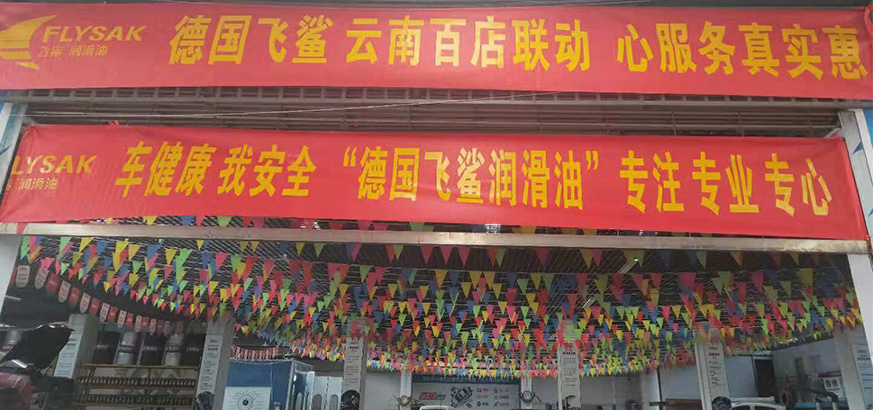 FLYSAK
飞鲨 润滑油
德国飞鲨 云南百店联动 心服务真实惠
LYSAK
润滑油
车健康 我安全 “德国飞鲨润滑油” 专注 专业 专心